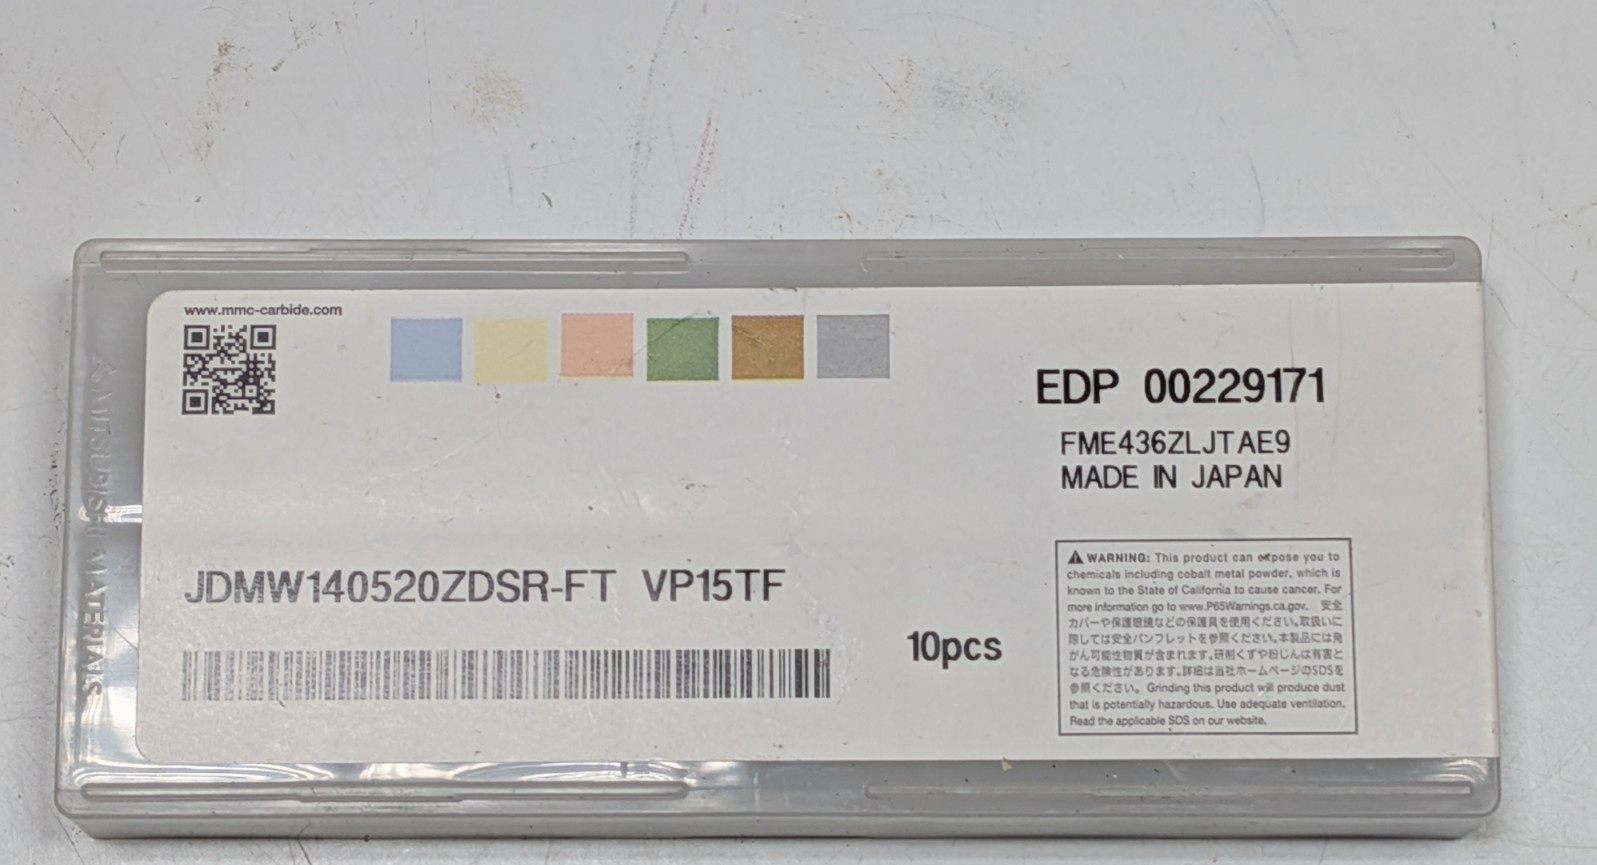 www.mmc-carbide.com
EDP 00229171
FME436ZLJTAE9
MADE IN JAPAN
JDMW140520ZDSR-FT VP15TF
10pcs
MITSUBISHI MATERIALS
⚠ WARNING: This product can expose you to
chemicals including cobalt metal powder, which is
known to the State of California to cause cancer. For
more information go to www.P65Warnings.ca.gov. 安全
カバーや保護眼鏡などの保護具を使用ください。取扱いに
際しては安全パンフレットを参照ください。本製品には発
がん可能性物質が含まれます。研削くずや粉じんは有害と
なる危険性があります。詳細は当社ホームページのSDSを
参照ください。 Grinding this product will produce dust
that is potentially hazardous. Use adequate ventilation.
Read the applicable SDS on our website.